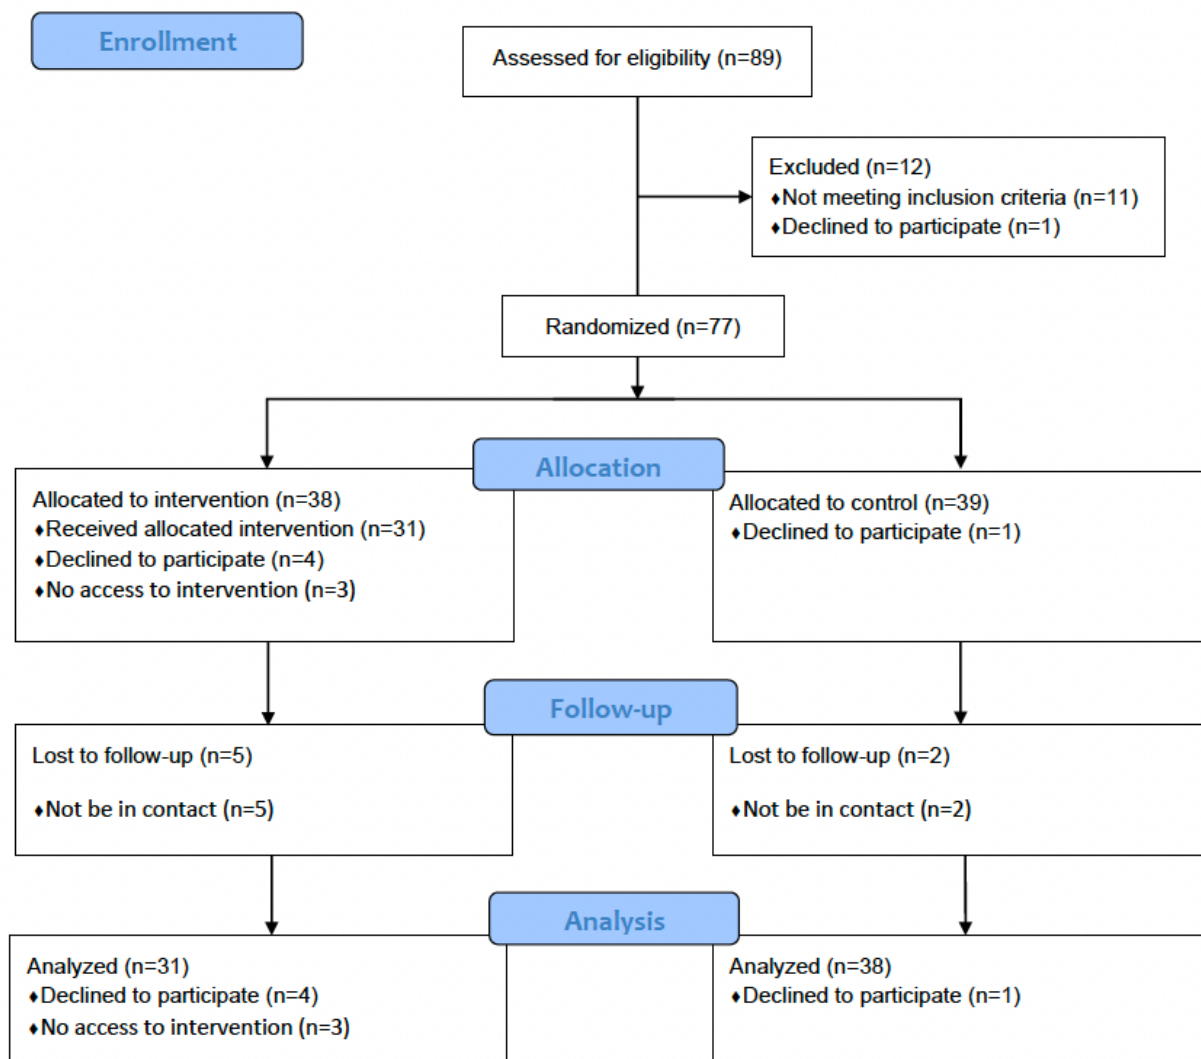 Enrollment
Assessed for eligibility (n=89)
Excluded (n=12)
♦Not meeting inclusion criteria (n=11)
♦Declined to participate (n=1)
Randomized (n=77)
Allocation
Allocated to intervention (n=38)
♦Received allocated intervention (n=31)
♦Declined to participate (n=4)
♦No access to intervention (n=3)
Allocated to control (n=39)
♦Declined to participate (n=1)
Follow-up
Lost to follow-up (n=5)
♦Not be in contact (n=5)
Lost to follow-up (n=2)
♦Not be in contact (n=2)
Analysis
Analyzed (n=31)
♦Declined to participate (n=4)
♦No access to intervention (n=3)
Analyzed (n=38)
♦Declined to participate (n=1)